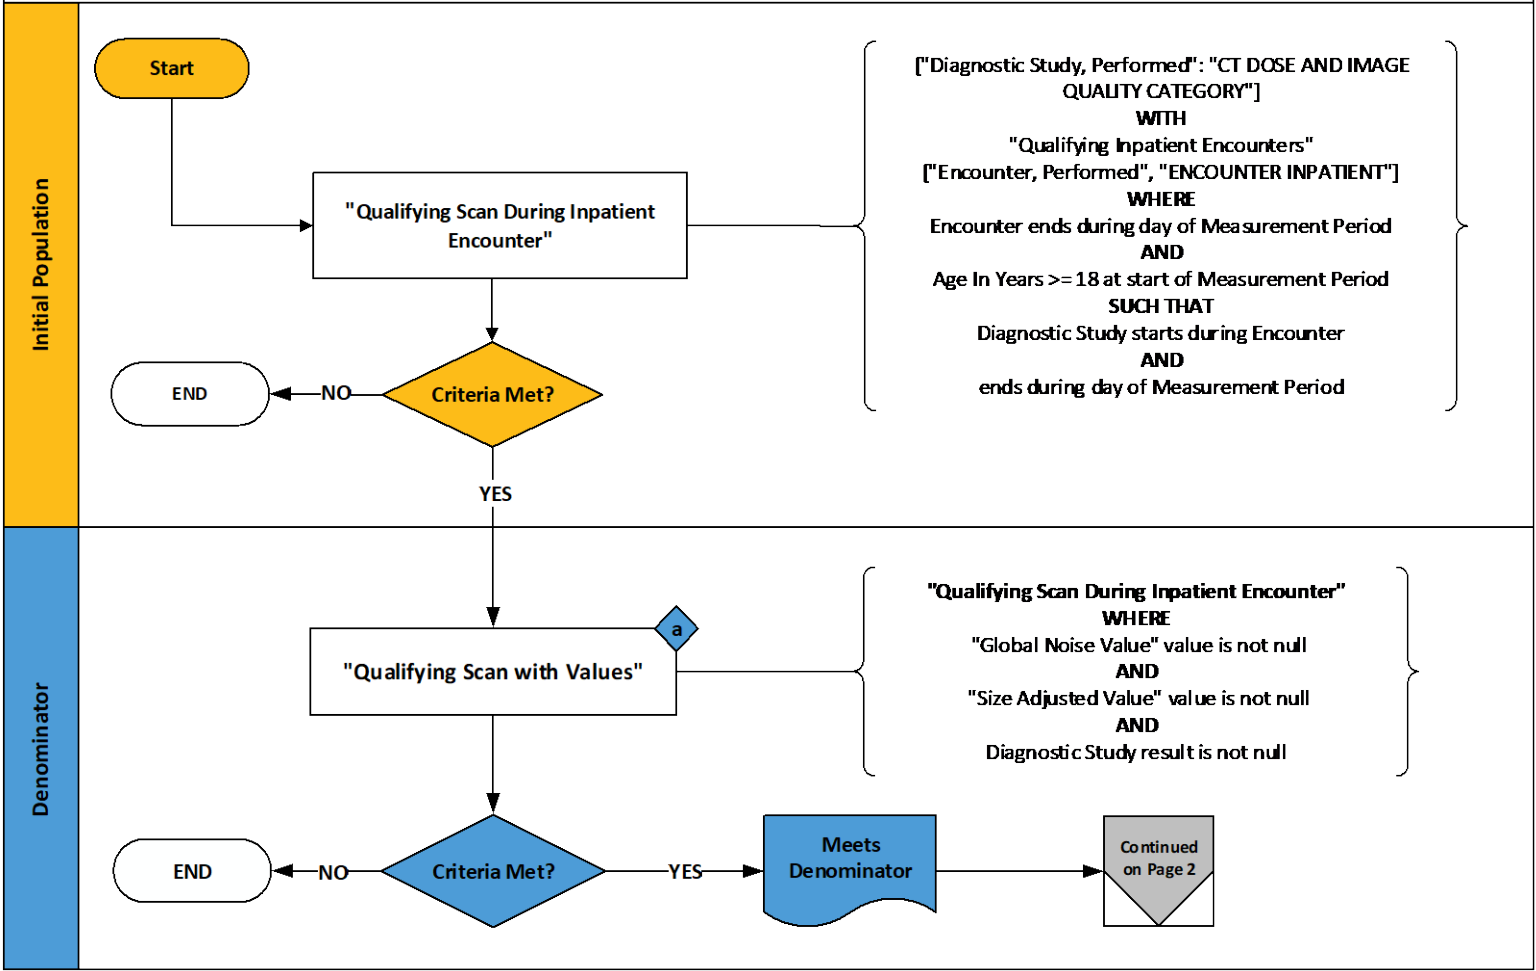 Initial Population
Start
"Qualifying Scan During Inpatient
Encounter"
["Diagnostic Study, Performed": "CT DOSE AND IMAGE
QUALITY CATEGORY"]
WITH
"Qualifying Inpatient Encounters"
["Encounter, Performed", "ENCOUNTER INPATIENT"]
WHERE
Encounter ends during day of Measurement Period
AND
Age In Years >= 18 at start of Measurement Period
SUCH THAT
Diagnostic Study starts during Encounter
AND
ends during day of Measurement Period
END
NO
Criteria Met?
YES
Denominator
"Qualifying Scan with Values"
a
"Qualifying Scan During Inpatient Encounter"
WHERE
"Global Noise Value" value is not null
AND
"Size Adjusted Value" value is not null
AND
Diagnostic Study result is not null
END
NO
Criteria Met?
YES
Meets
Denominator
Continued
on Page 2